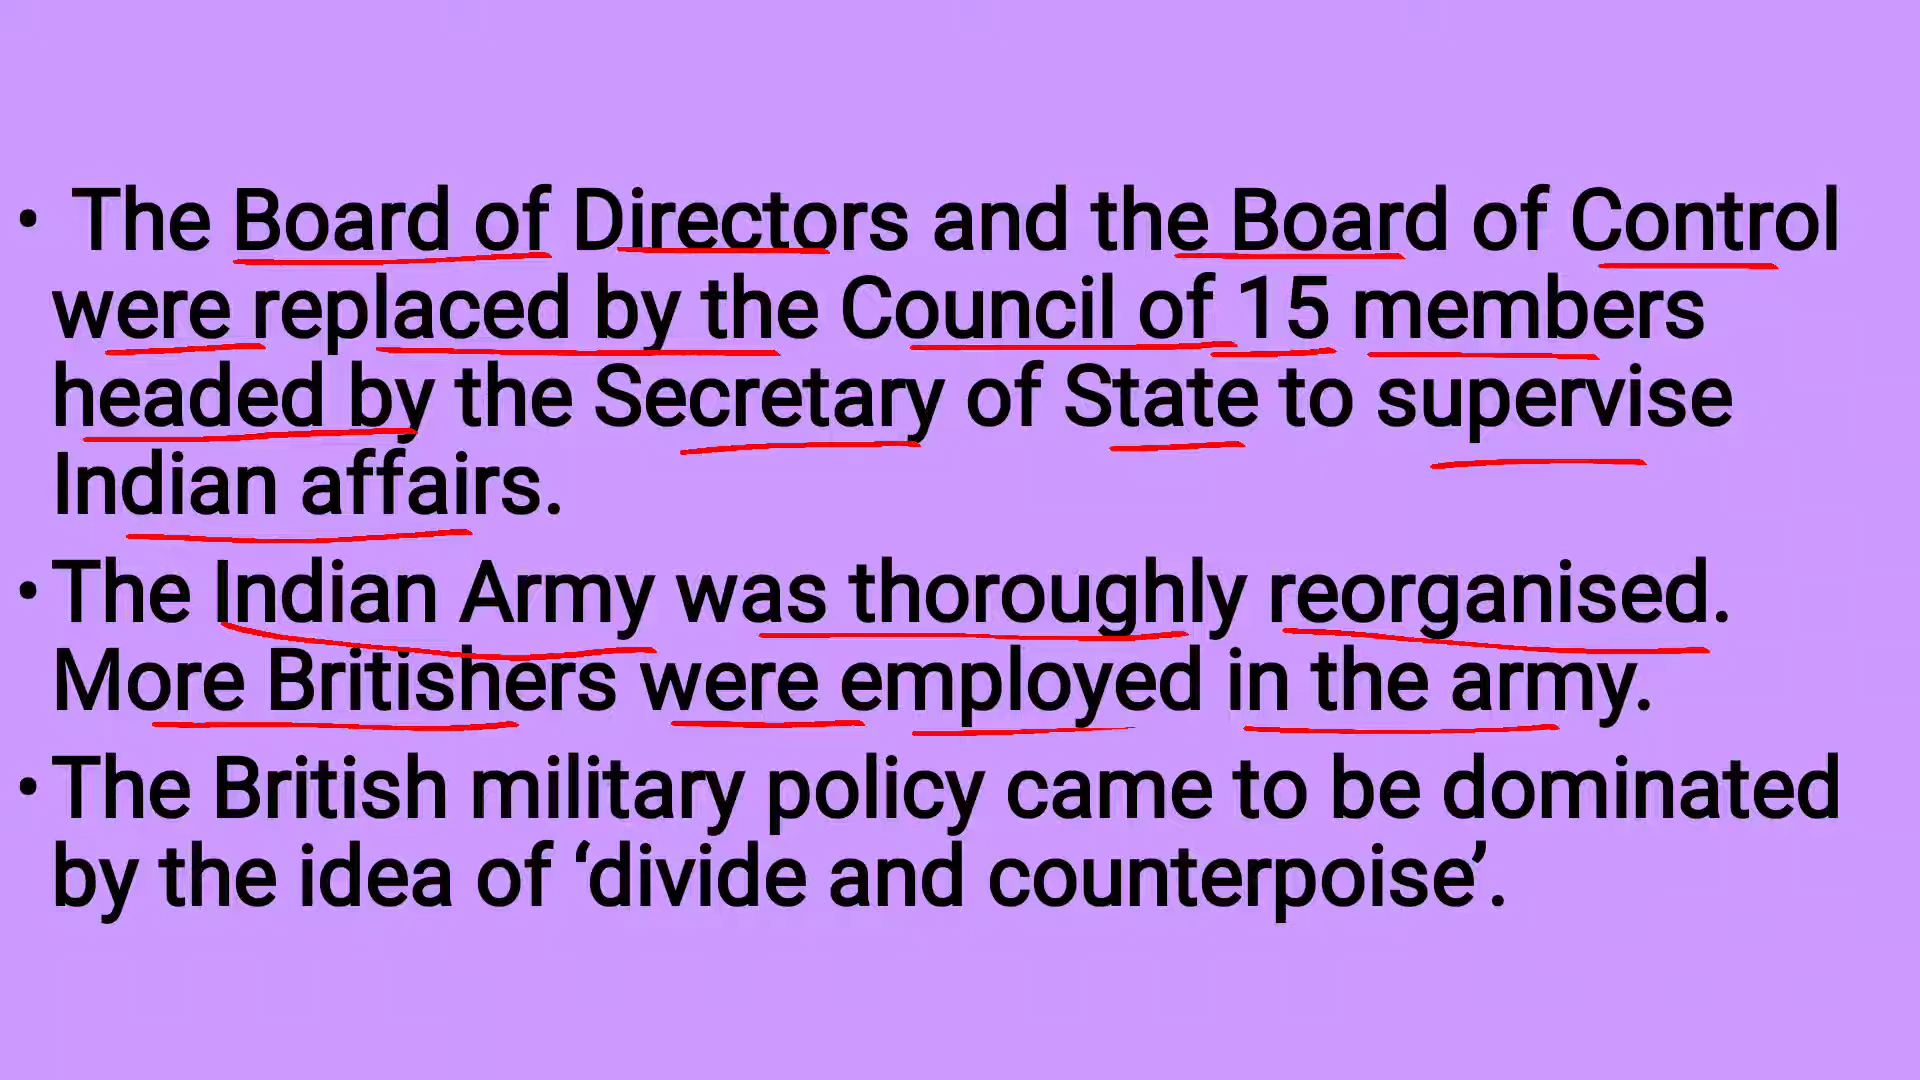 • The Board of Directors and the Board of Control
were replaced by the Council of 15 members
headed by the Secretary of State to supervise
Indian affairs.
• The Indian Army was thoroughly reorganised.
More Britishers were employed in the army.
• The British military policy came to be dominated
by the idea of ‘divide and counterpoise’.